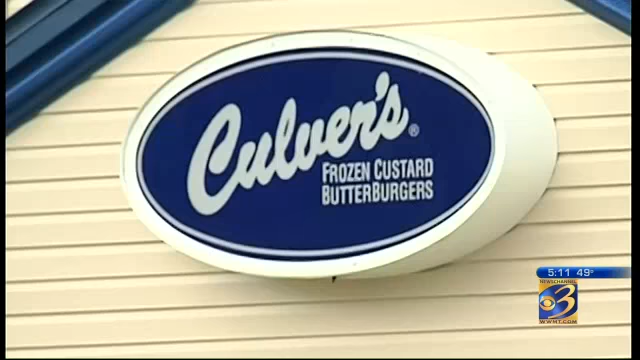 Culver's®
FROZEN CUSTARD
BUTTERBURGERS
5:11 49°
NEWSCHANNEL
3
WWMT.COM